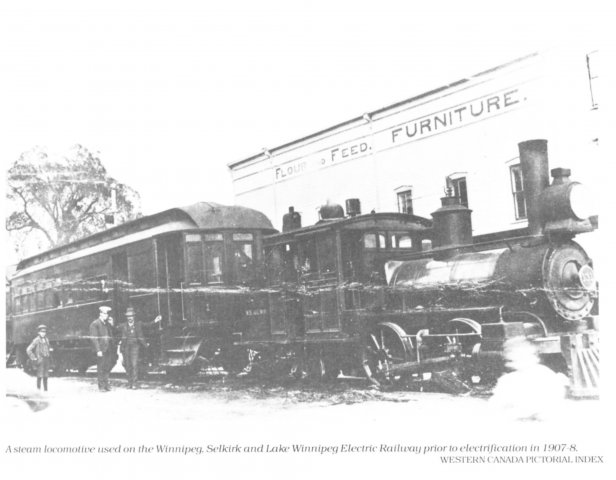 FLOUR AND FEED. FURNITURE.
A steam locomotive used on the Winnipeg, Selkirk and Lake Winnipeg Electric Railway prior to electrification in 1907-8.
WESTERN CANADA PICTORIAL INDEX